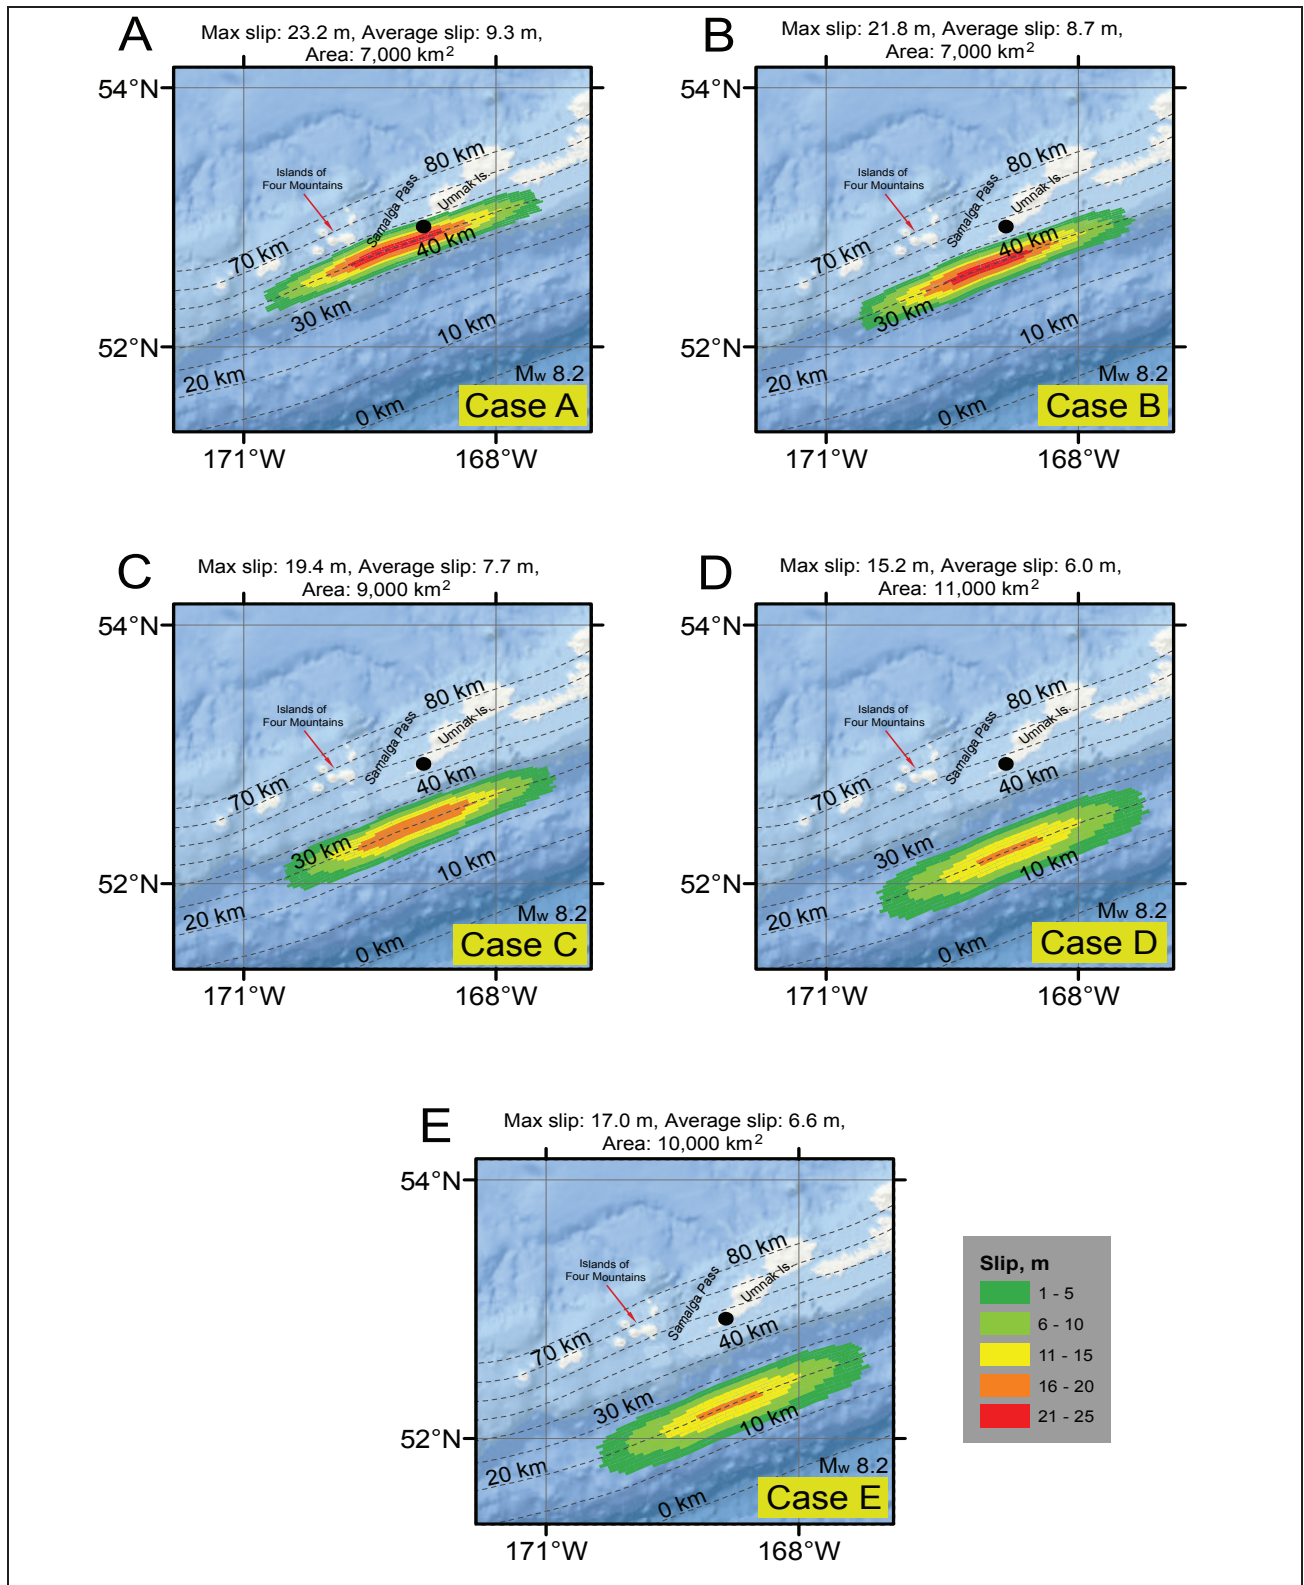 A
Max slip: 23.2 m, Average slip: 9.3 m,
Area: 7,000 km²
54°N
52°N
171°W
168°W
Islands of
Four Mountains
Samalga Pass
Umnak Is.
80 km
70 km
40 km
30 km
20 km
10 km
0 km
Mw 8.2
Case A
B
Max slip: 21.8 m, Average slip: 8.7 m,
Area: 7,000 km²
54°N
52°N
171°W
168°W
Islands of
Four Mountains
Samalga Pass
Umnak Is.
80 km
70 km
40 km
30 km
20 km
10 km
0 km
Mw 8.2
Case B
C
Max slip: 19.4 m, Average slip: 7.7 m,
Area: 9,000 km²
54°N
52°N
171°W
168°W
Islands of
Four Mountains
Samalga Pass
Umnak Is.
80 km
70 km
40 km
30 km
20 km
10 km
0 km
Mw 8.2
Case C
D
Max slip: 15.2 m, Average slip: 6.0 m,
Area: 11,000 km²
54°N
52°N
171°W
168°W
Islands of
Four Mountains
Samalga Pass
Umnak Is.
80 km
70 km
40 km
30 km
20 km
10 km
0 km
Mw 8.2
Case D
E
Max slip: 17.0 m, Average slip: 6.6 m,
Area: 10,000 km²
54°N
52°N
171°W
168°W
Islands of
Four Mountains
Samalga Pass
Umnak Is.
80 km
70 km
40 km
30 km
20 km
10 km
0 km
Mw 8.2
Case E
Slip, m
1 - 5
6 - 10
11 - 15
16 - 20
21 - 25